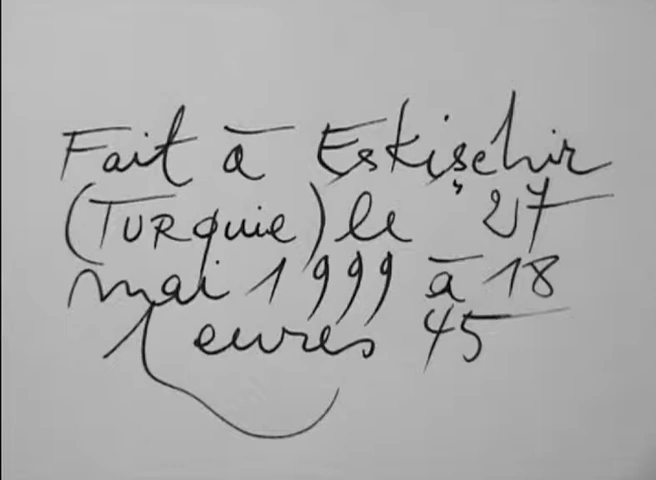 Fait à Eskişehir
(TURQuie) le 27
mai 1999 à 18
heures 45